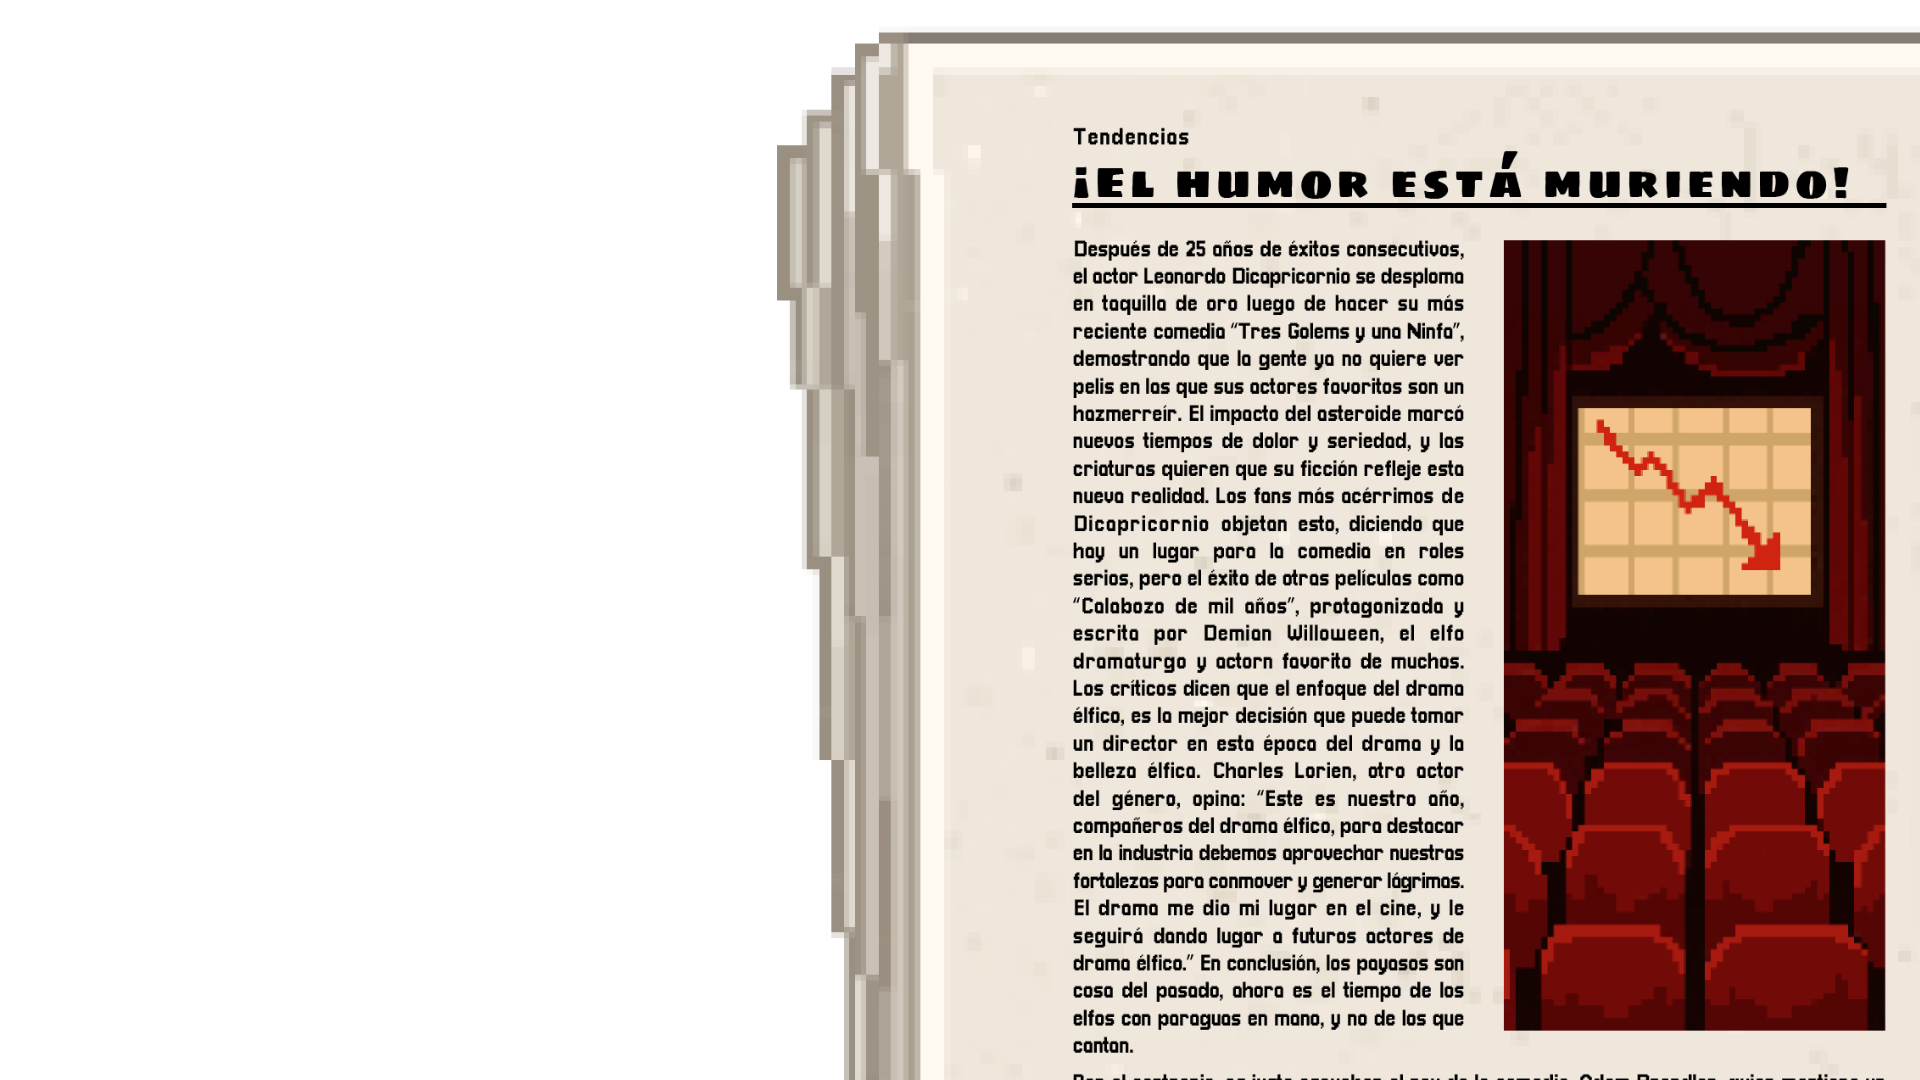 Tendencias
¡El humor está muriendo!
Después de 25 años de éxitos consecutivos,
el actor Leonardo Dicapricornio se desploma
en taquilla de oro luego de hacer su más
reciente comedia "Tres Golems y una Ninfa",
demostrando que la gente ya no quiere ver
pelis en las que sus actores favoritos son un
hazmerreír. El impacto del asteroide marcó
nuevos tiempos de dolor y seriedad, y las
criaturas quieren que su ficción refleje esta
nueva realidad. Los fans más acérrimos de
Dicapricornio objetan esto, diciendo que
hay un lugar para la comedia en roles
serios, pero el éxito de otras películas como
"Calabozo de mil años", protagonizada y
escrita por Demian Willoween, el elfo
dramaturgo y actorn favorito de muchos.
Los críticos dicen que el enfoque del drama
élfico, es la mejor decisión que puede tomar
un director en esta época del drama y la
belleza élfica. Charles Lorien, otro actor
del género, opina: "Este es nuestro año,
compañeros del drama élfico, para destacar
en la industria debemos aprovechar nuestras
fortalezas para conmover y generar lágrimas.
El drama me dio mi lugar en el cine, y le
seguirá dando lugar a futuros actores de
drama élfico." En conclusión, los payasos son
cosa del pasado, ahora es el tiempo de los
elfos con paraguas en mano, y no de los que
cantan.